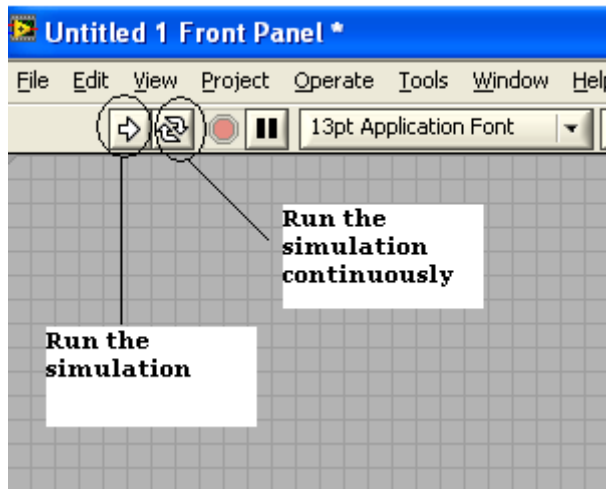 Untitled 1 Front Panel *
File Edit View Project Operate Tools Window Help
13pt Application Font
Run the
simulation
continuously
Run the
simulation